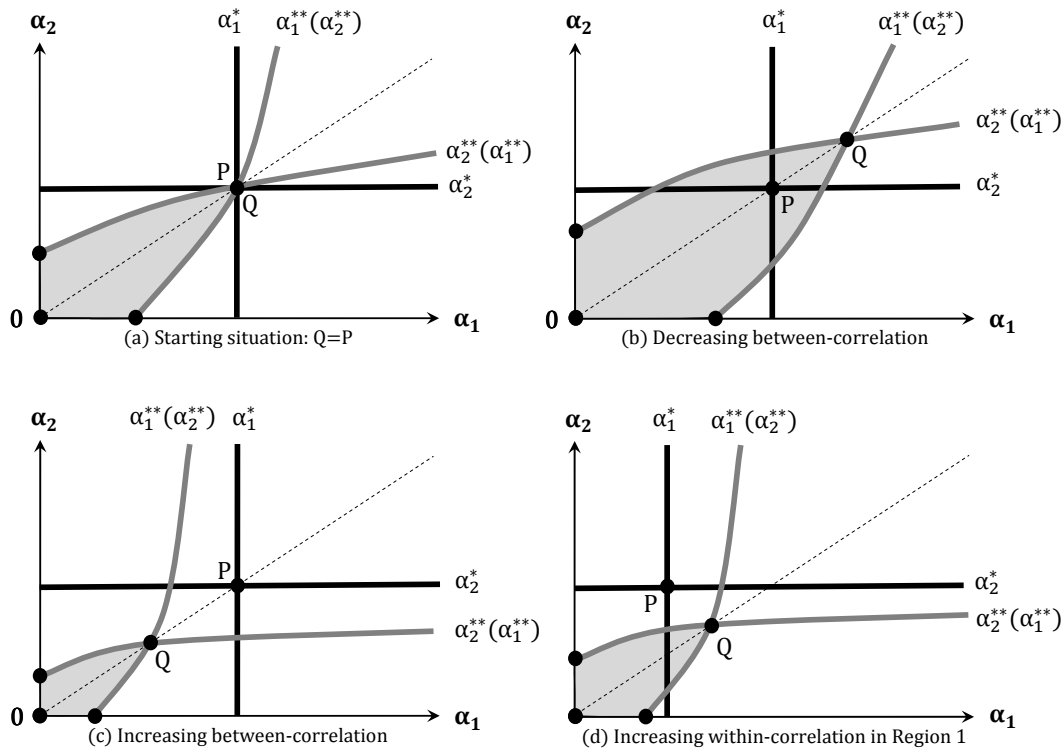 α₂ α₁* α₁**(α₂**)
α₂**(α₁**)
P
α₂*
Q
0 α₁
(a) Starting situation: Q=P
α₂ α₁* α₁**(α₂**)
α₂**(α₁**)
Q
α₂*
P
0 α₁
(b) Decreasing between-correlation
α₂ α₁**(α₂**) α₁*
P
α₂*
α₂**(α₁**)
Q
0 α₁
(c) Increasing between-correlation
α₂ α₁* α₁**(α₂**)
α₂*
P
α₂**(α₁**)
Q
0 α₁
(d) Increasing within-correlation in Region 1